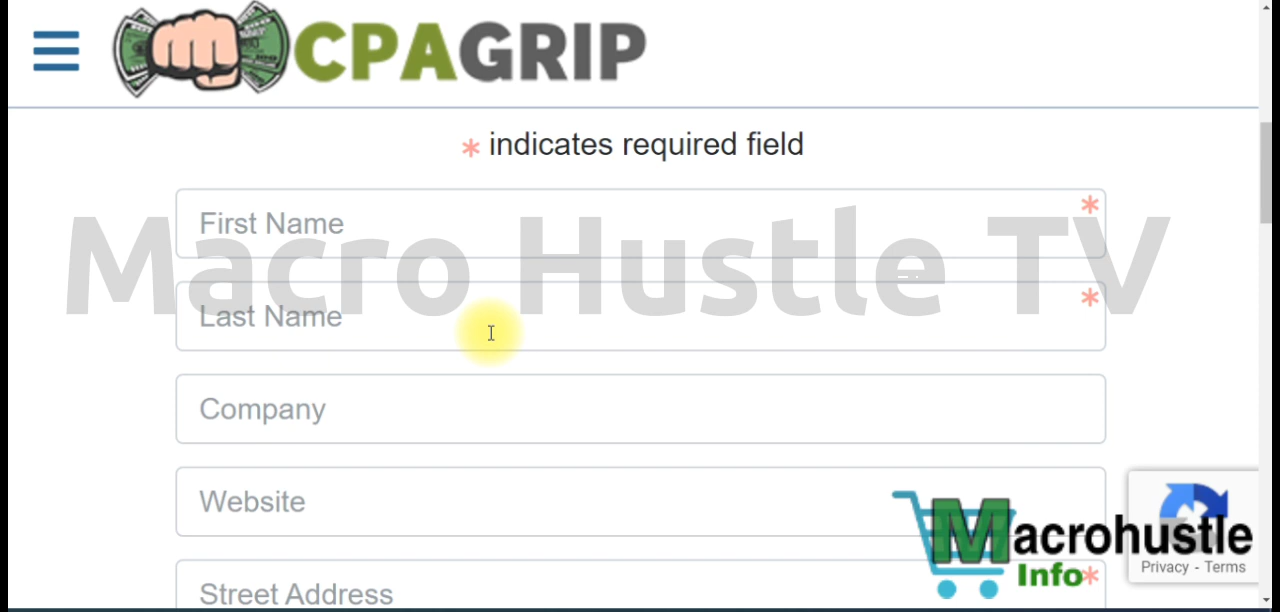 CPAGRIP
* indicates required field
First Name *
Macro Hustle TV
Last Name *
Company
Website
Macrohustle
Info
Privacy - Terms
Street Address *